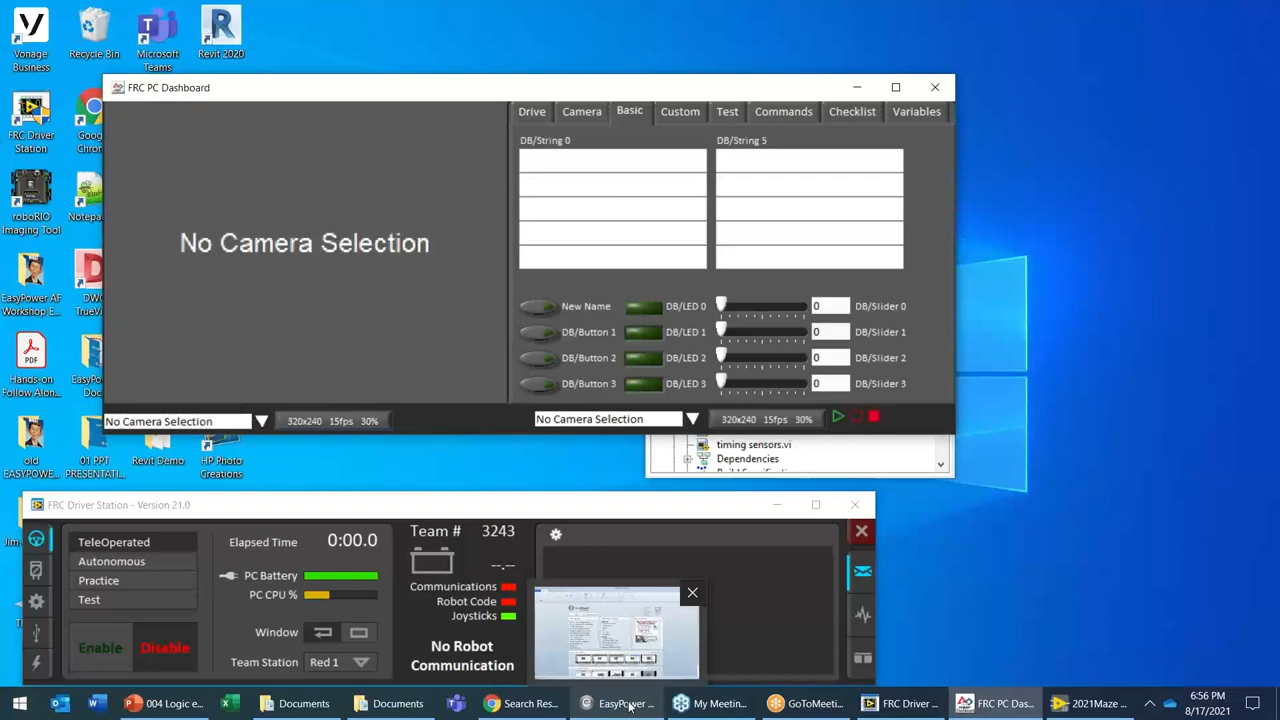 Vonage
Business
Recycle Bin
Microsoft
Teams
Revit 2020
FRC Driver
Station
roboRIO
Imaging Tool
EasyPower AF
Workshop E...
PDF
Hands-on
Follow Alon...
old
EASYPOWE...
01 PPT
PRESENTATI...
Revit Demo
HP Photo
Creations
FRC PC Dashboard
No Camera Selection
Drive
Camera
Basic
Custom
Test
Commands
Checklist
Variables
DB/String 0
DB/String 5
New Name
DB/LED 0
0
DB/Slider 0
DB/Button 1
DB/LED 1
0
DB/Slider 1
DB/Button 2
DB/LED 2
0
DB/Slider 2
DB/Button 3
DB/LED 3
0
DB/Slider 3
No Camera Selection
320x240 15fps 30%
No Camera Selection
320x240 15fps 30%
timing sensors.vi
Dependencies
FRC Driver Station - Version 21.0
TeleOperated
Autonomous
Practice
Test
Enable
Disable
Elapsed Time
0:00.0
PC Battery
PC CPU %
Window
Team Station
Red 1
Team #
3243
--.--
Communications
Robot Code
Joysticks
No Robot
Communication
004 Logic e...
Documents
Documents
Search Res...
EasyPower ...
My Meetin...
GoToMeeti...
FRC Driver ...
FRC PC Das...
2021Maze ...
6:56 PM
8/17/2021